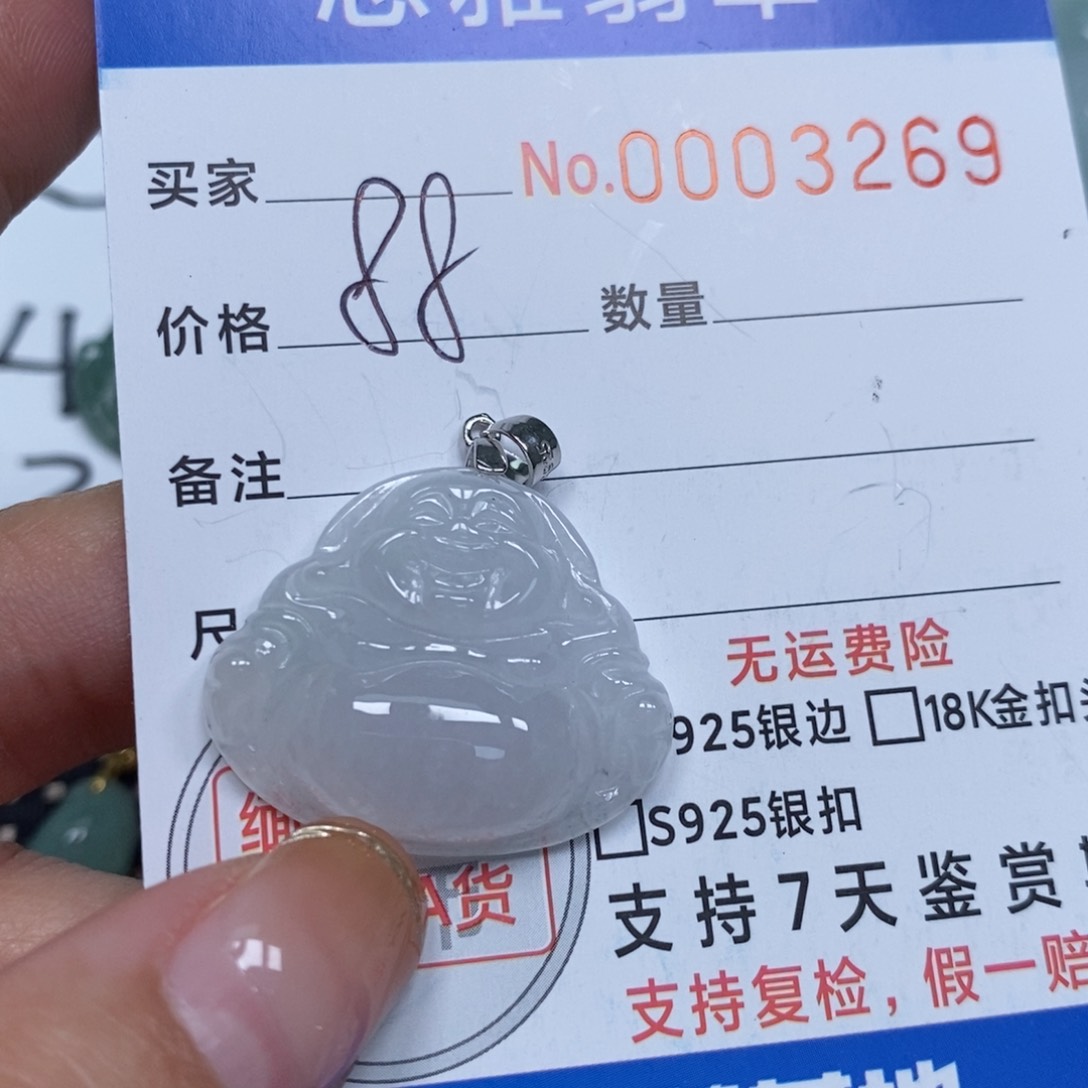 买家 No.0003269
价格 88 数量
备注
尺
无运费险
925银边 □18K金扣
□S925银扣
A货
支持7天鉴赏
支持复检，假一赔